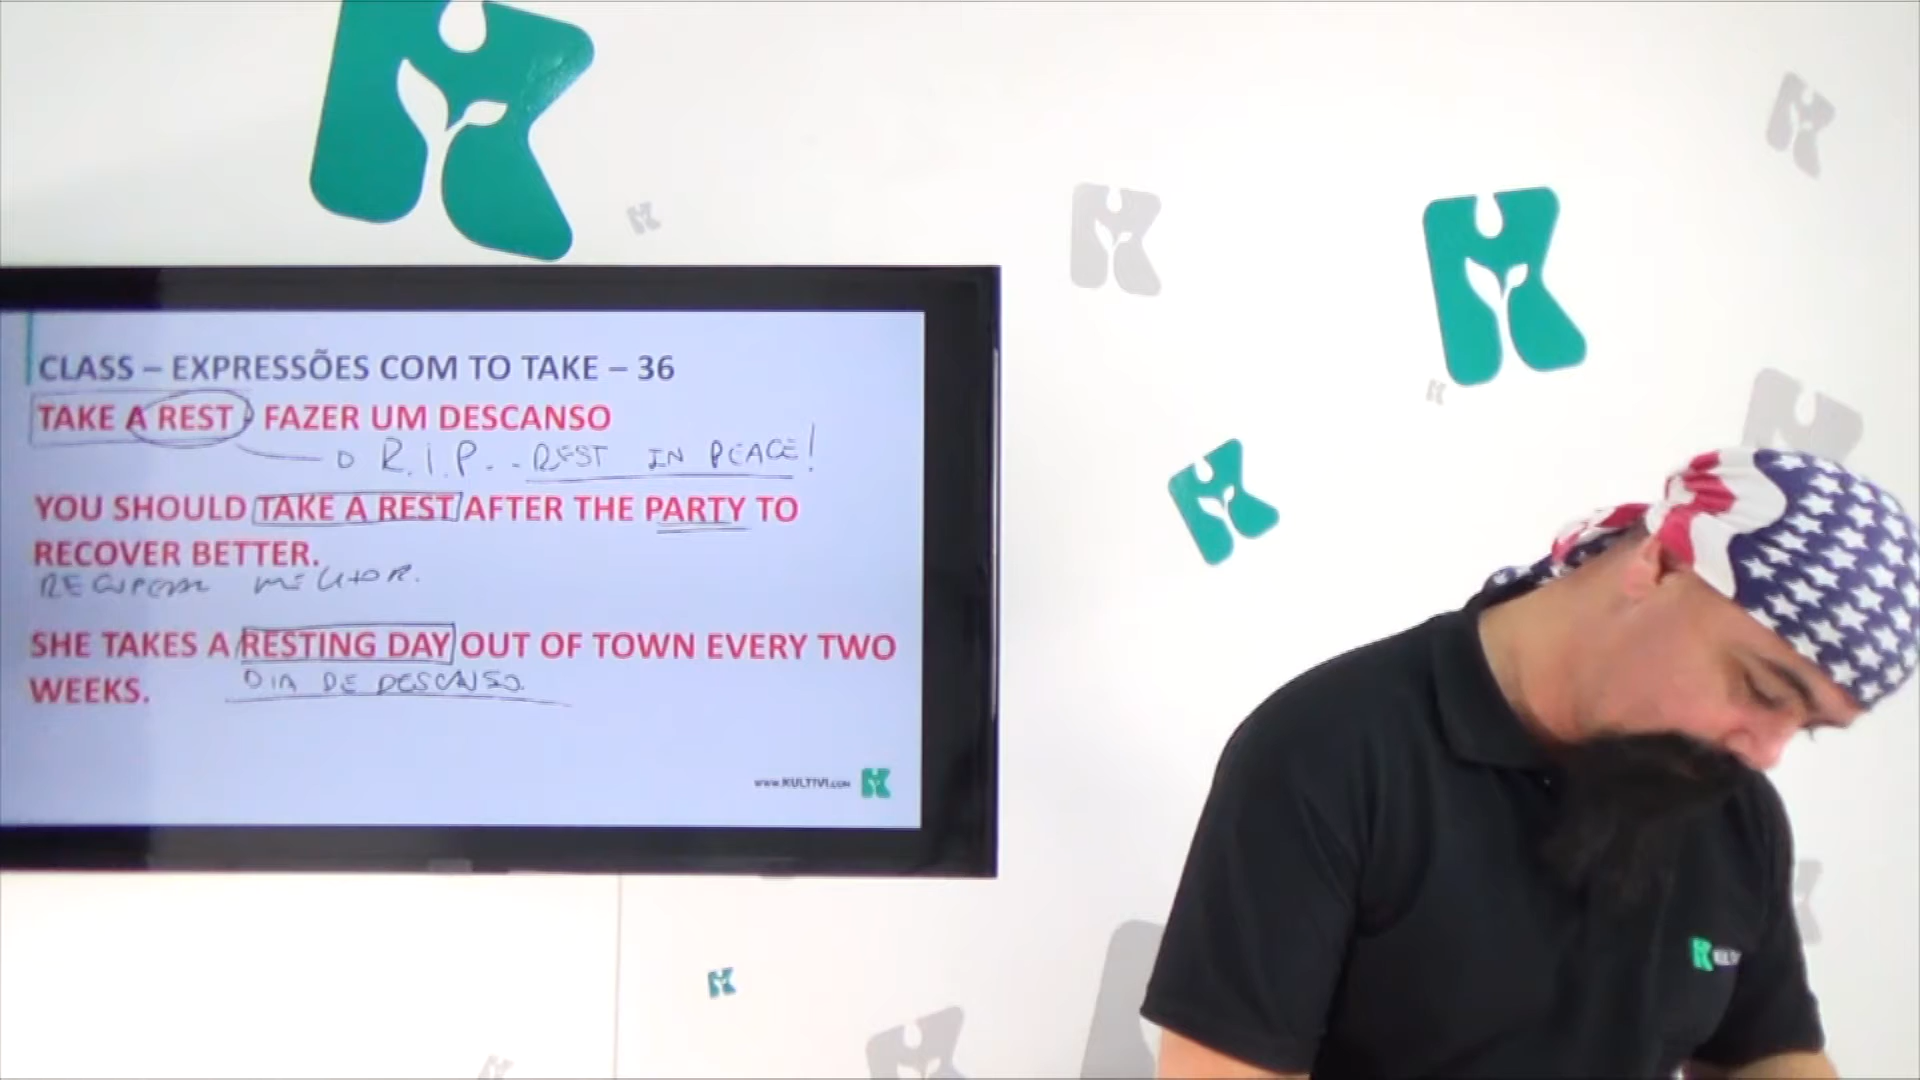 CLASS – EXPRESSÕES COM TO TAKE – 36
TAKE A REST - FAZER UM DESCANSO
R.I.P. - REST IN PEACE!
YOU SHOULD TAKE A REST AFTER THE PARTY TO
RECOVER BETTER.
RECUPERAR MELHOR.
SHE TAKES A RESTING DAY OUT OF TOWN EVERY TWO
WEEKS.
DIA DE DESCANSO.
www.KULTIVI.com